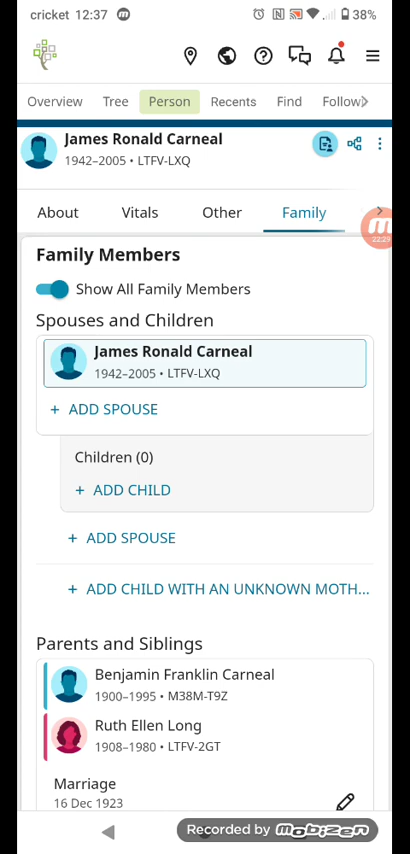 cricket 12:37
38%
Overview Tree Person Recents Find Follow
James Ronald Carneal
1942–2005 • LTFV-LXQ
About Vitals Other Family
22:29
Family Members
Show All Family Members
Spouses and Children
James Ronald Carneal
1942–2005 • LTFV-LXQ
+ ADD SPOUSE
Children (0)
+ ADD CHILD
+ ADD SPOUSE
+ ADD CHILD WITH AN UNKNOWN MOTH...
Parents and Siblings
Benjamin Franklin Carneal
1900–1995 • M38M-T9Z
Ruth Ellen Long
1908–1980 • LTFV-2GT
Marriage
16 Dec 1923
Recorded by mobizen